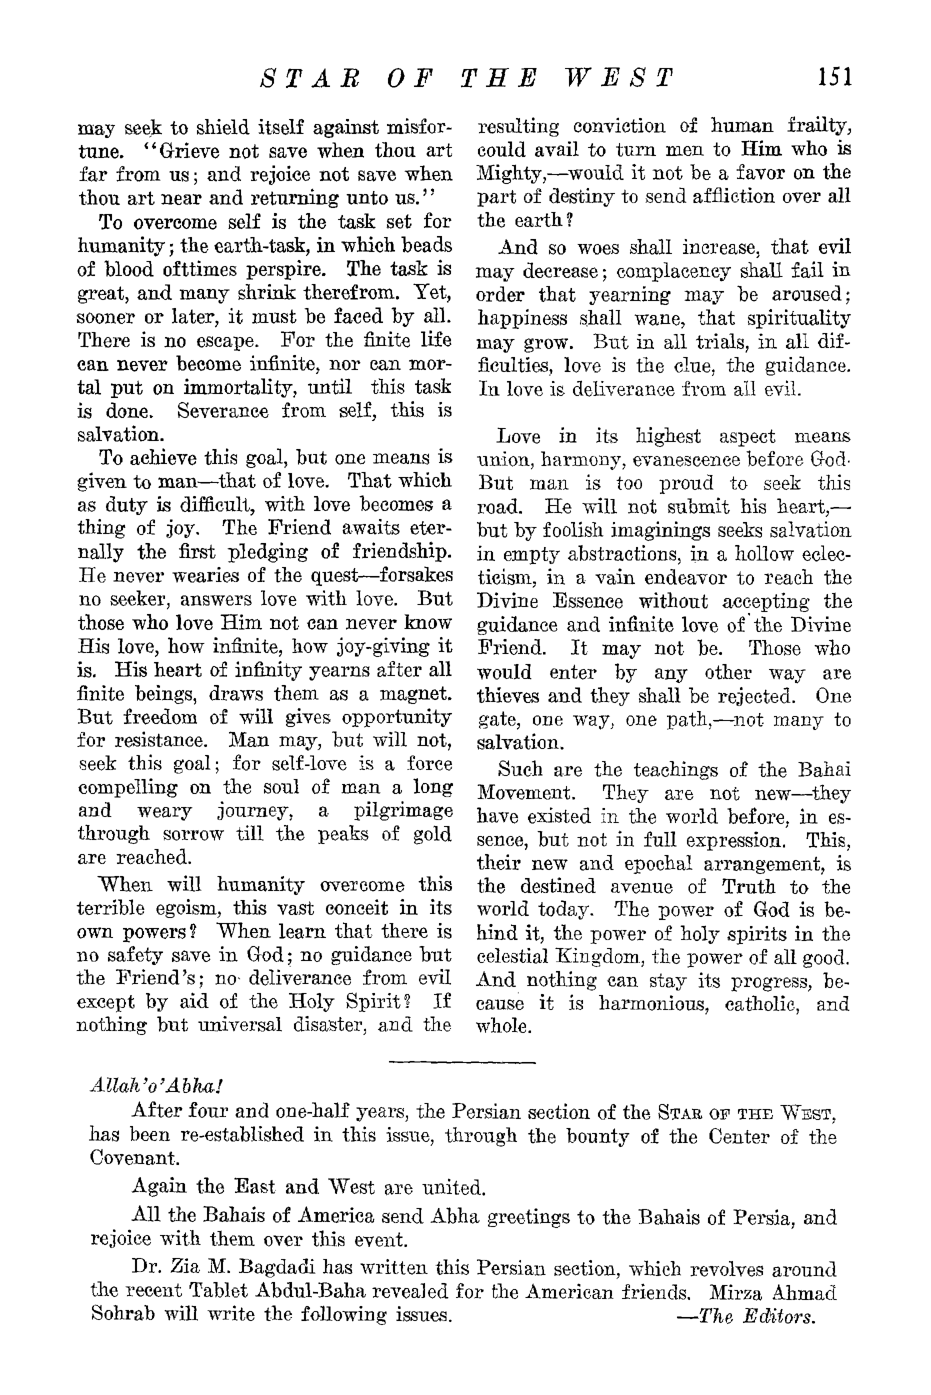 STAR OF THE WEST 151
may seek to shield itself against misfor-
tune. "Grieve not save when thou art
far from us; and rejoice not save when
thou art near and returning unto us."
To overcome self is the task set for
humanity; the earth-task, in which beads
of blood ofttimes perspire. The task is
great, and many shrink therefrom. Yet,
sooner or later, it must be faced by all.
There is no escape. For the finite life
can never become infinite, nor can mor-
tal put on immortality, until this task
is done. Severance from self, this is
salvation.
To achieve this goal, but one means is
given to man—that of love. That which
as duty is difficult, with love becomes a
thing of joy. The Friend awaits eter-
nally the first pledging of friendship.
He never wearies of the quest—forsakes
no seeker, answers love with love. But
those who love Him not can never know
His love, how infinite, how joy-giving it
is. His heart of infinity yearns after all
finite beings, draws them as a magnet.
But freedom of will gives opportunity
for resistance. Man may, but will not,
seek this goal; for self-love is a force
compelling on the soul of man a long
and weary journey, a pilgrimage
through sorrow till the peaks of gold
are reached.
When will humanity overcome this
terrible egoism, this vast conceit in its
own powers? When learn that there is
no safety save in God; no guidance but
the Friend's; no deliverance from evil
except by aid of the Holy Spirit? If
nothing but universal disaster, and the
resulting conviction of human frailty,
could avail to turn men to Him who is
Mighty,—would it not be a favor on the
part of destiny to send affliction over all
the earth?
And so woes shall increase, that evil
may decrease; complacency shall fail in
order that yearning may be aroused;
happiness shall wane, that spirituality
may grow. But in all trials, in all dif-
ficulties, love is the clue, the guidance.
In love is deliverance from all evil.
Love in its highest aspect means
union, harmony, evanescence before God.
But man is too proud to seek this
road. He will not submit his heart,—
but by foolish imaginings seeks salvation
in empty abstractions, in a hollow eclec-
ticism, in a vain endeavor to reach the
Divine Essence without accepting the
guidance and infinite love of the Divine
Friend. It may not be. Those who
would enter by any other way are
thieves and they shall be rejected. One
gate, one way, one path,—not many to
salvation.
Such are the teachings of the Bahai
Movement. They are not new—they
have existed in the world before, in es-
sence, but not in full expression. This,
their new and epochal arrangement, is
the destined avenue of Truth to the
world today. The power of God is be-
hind it, the power of holy spirits in the
celestial Kingdom, the power of all good.
And nothing can stay its progress, be-
cause it is harmonious, catholic, and
whole.
Allah'o'Abha!
After four and one-half years, the Persian section of the STAR OF THE WEST,
has been re-established in this issue, through the bounty of the Center of the
Covenant.
Again the East and West are united.
All the Bahais of America send Abha greetings to the Bahais of Persia, and
rejoice with them over this event.
Dr. Zia M. Bagdadi has written this Persian section, which revolves around
the recent Tablet Abdul-Baha revealed for the American friends. Mirza Ahmad
Sohrab will write the following issues. —The Editors.